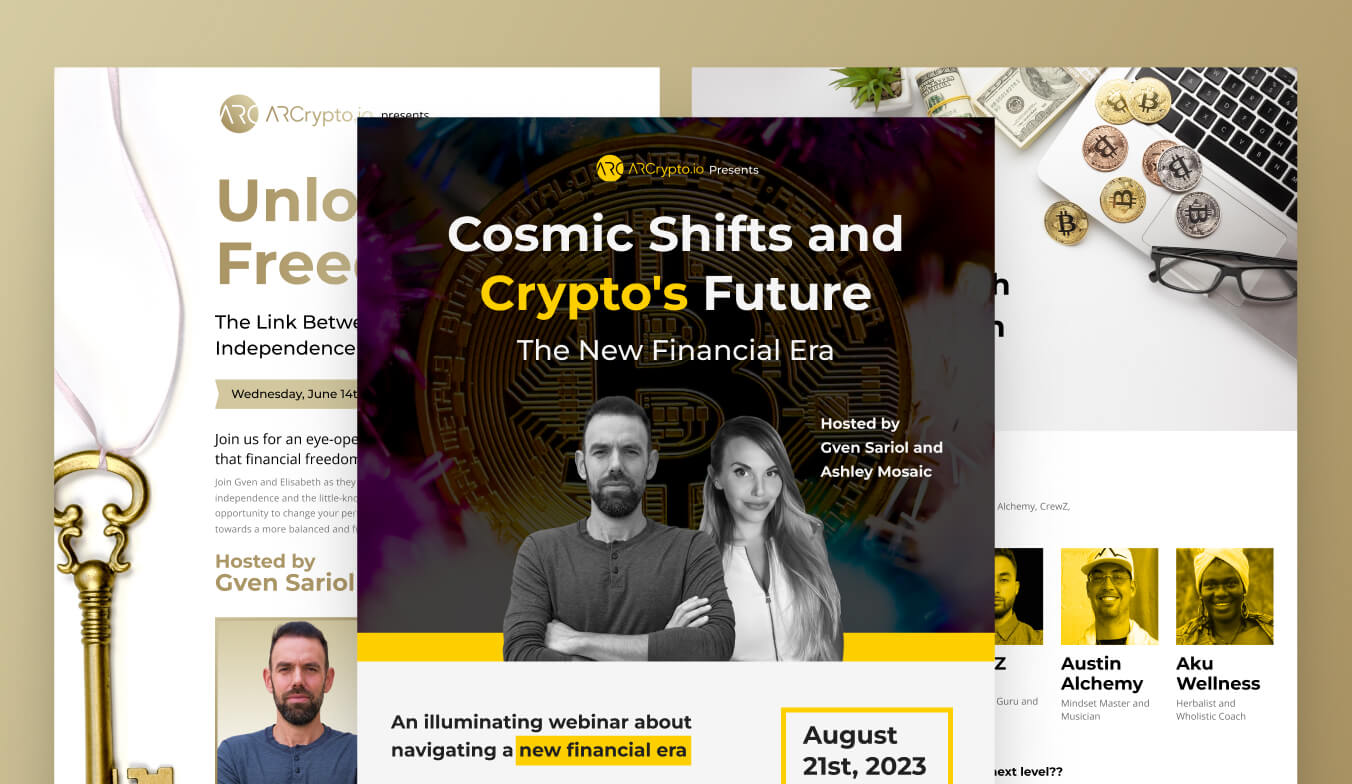 ARC ARCrypto.io presents
Unlo
Free
The Link Betwe
Independence
Wednesday, June 14t
Join us for an eye-ope
that financial freedom
Join Gven and Elisabeth as they
independence and the little-kno
opportunity to change your per
towards a more balanced and f
Hosted by
Gven Sariol
ARC ARCrypto.io Presents
Cosmic Shifts and
Crypto's Future
The New Financial Era
Hosted by
Gven Sariol and
Ashley Mosaic
An illuminating webinar about
navigating a new financial era
August
21st, 2023
h
n
Alchemy, CrewZ,
Z
Guru and
Austin
Alchemy
Mindset Master and
Musician
Aku
Wellness
Herbalist and
Wholistic Coach
next level??